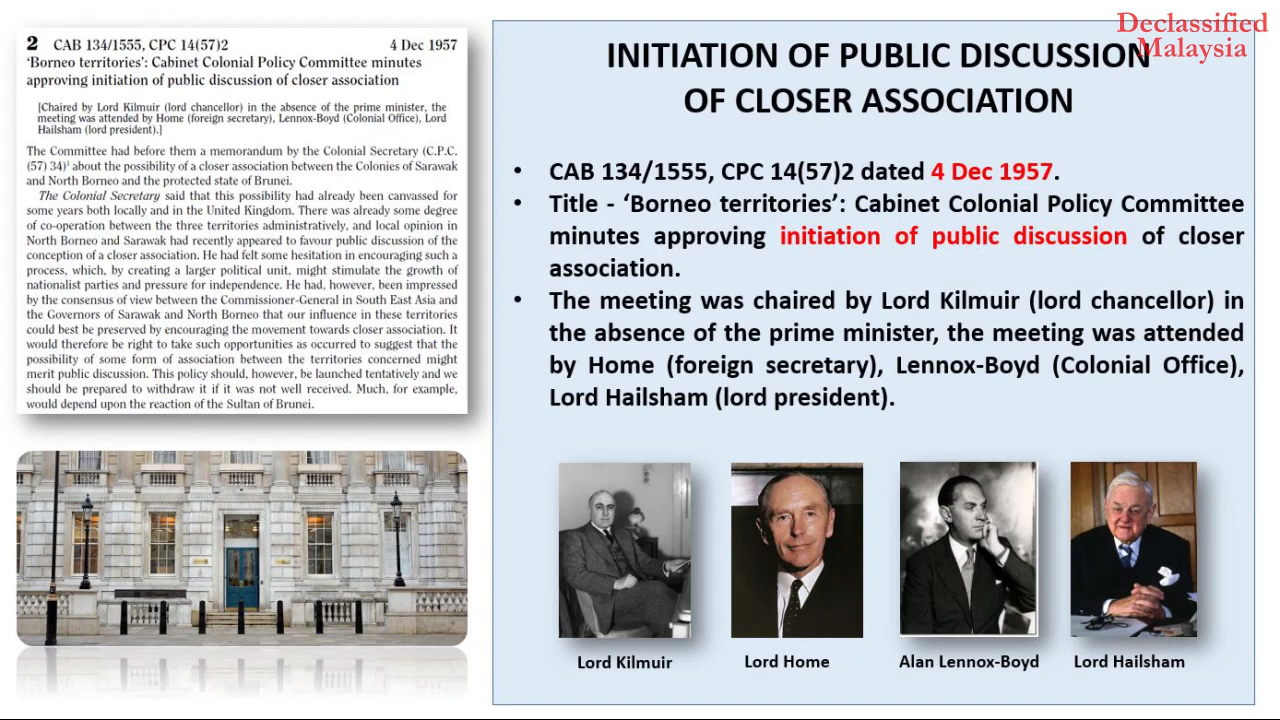 2 CAB 134/1555, CPC 14(57)2 4 Dec 1957
‘Borneo territories’: Cabinet Colonial Policy Committee minutes
approving initiation of public discussion of closer association
[Chaired by Lord Kilmuir (lord chancellor) in the absence of the prime minister, the
meeting was attended by Home (foreign secretary), Lennox-Boyd (Colonial Office), Lord
Hailsham (lord president).]
The Committee had before them a memorandum by the Colonial Secretary (C.P.C.
(57) 34)¹ about the possibility of a closer association between the Colonies of Sarawak
and North Borneo and the protected state of Brunei.
The Colonial Secretary said that this possibility had already been canvassed for
some years both locally and in the United Kingdom. There was already some degree
of co-operation between the three territories administratively, and local opinion in
North Borneo and Sarawak had recently appeared to favour public discussion of the
conception of a closer association. He had felt some hesitation in encouraging such a
process, which, by creating a larger political unit, might stimulate the growth of
nationalist parties and pressure for independence. He had, however, been impressed
by the consensus of view between the Commissioner-General in South East Asia and
the Governors of Sarawak and North Borneo that our influence in these territories
could best be preserved by encouraging the movement towards closer association. It
would therefore be right to take such opportunities as occurred to suggest that the
possibility of some form of association between the territories concerned might
merit public discussion. This policy should, however, be launched tentatively and we
should be prepared to withdraw it if it was not well received. Much, for example,
would depend upon the reaction of the Sultan of Brunei.
Declassified
Malaysia
INITIATION OF PUBLIC DISCUSSION
OF CLOSER ASSOCIATION
• CAB 134/1555, CPC 14(57)2 dated 4 Dec 1957.
• Title - ‘Borneo territories’: Cabinet Colonial Policy Committee
minutes approving initiation of public discussion of closer
association.
• The meeting was chaired by Lord Kilmuir (lord chancellor) in
the absence of the prime minister, the meeting was attended
by Home (foreign secretary), Lennox-Boyd (Colonial Office),
Lord Hailsham (lord president).
Lord Kilmuir
Lord Home
Alan Lennox-Boyd
Lord Hailsham